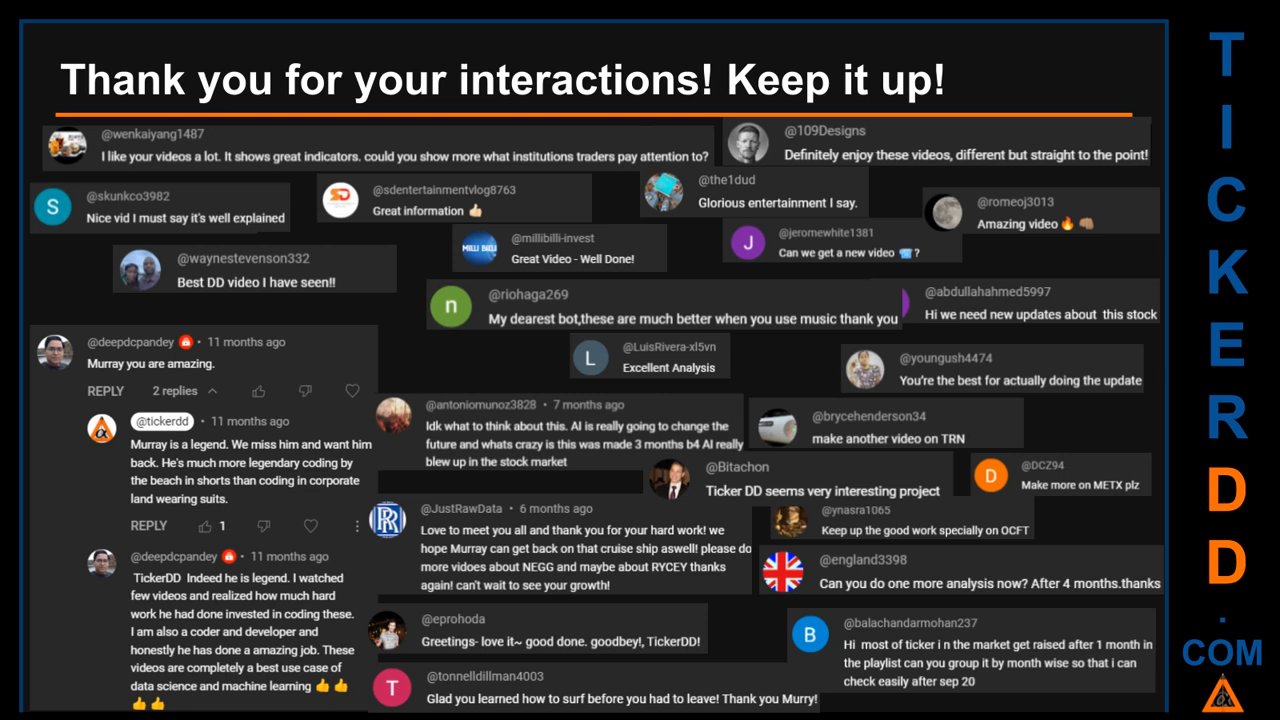 Thank you for your interactions! Keep it up!
@wenkaiyang1487
I like your videos a lot. It shows great indicators. could you show more what institutions traders pay attention to?
@109Designs
Definitely enjoy these videos, different but straight to the point!
@skunkco3982
Nice vid I must say it's well explained
@sdentertainmentvlog8763
Great information 👍🏻
@the1dud
Glorious entertainment I say.
@romeoj3013
Amazing video 🔥 👊🏽
@millibilli-invest
Great Video - Well Done!
@jeromewhite1381
Can we get a new video ?
@waynestevenson332
Best DD video I have seen!!
@riohaga269
My dearest bot,these are much better when you use music thank you
@abdullahahmed5997
Hi we need new updates about this stock
@LuisRivera-xl5vn
Excellent Analysis
@youngush4474
You're the best for actually doing the update
@deepdcpandey • 11 months ago
Murray you are amazing.
REPLY 2 replies
@tickerdd • 11 months ago
Murray is a legend. We miss him and want him
back. He's much more legendary coding by
the beach in shorts than coding in corporate
land wearing suits.
REPLY 1
@deepdcpandey • 11 months ago
TickerDD Indeed he is legend. I watched
few videos and realized how much hard
work he had done invested in coding these.
I am also a coder and developer and
honestly he has done a amazing job. These
videos are completely a best use case of
data science and machine learning 👍 👍
👍 👍
@antoniomunoz3828 • 7 months ago
Idk what to think about this. AI is really going to change the
future and whats crazy is this was made 3 months b4 AI really
blew up in the stock market
@brycehenderson34
make another video on TRN
@Bitachon
Ticker DD seems very interesting project
@DCZ94
Make more on METX plz
@JustRawData • 6 months ago
Love to meet you all and thank you for your hard work! we
hope Murray can get back on that cruise ship aswell! please do
more vidoes about NEGG and maybe about RYCEY thanks
again! can't wait to see your growth!
@ynasra1065
Keep up the good work specially on OCFT
@england3398
Can you do one more analysis now? After 4 months.thanks
@eprohoda
Greetings- love it~ good done. goodbey!, TickerDD!
@balachandarmohan237
Hi most of ticker i n the market get raised after 1 month in
the playlist can you group it by month wise so that i can
check easily after sep 20
@tonnelldillman4003
Glad you learned how to surf before you had to leave! Thank you Murry!
S
MILLI BILLI
J
n
L
D
B
T
T
I
C
K
E
R
D
D
.
COM